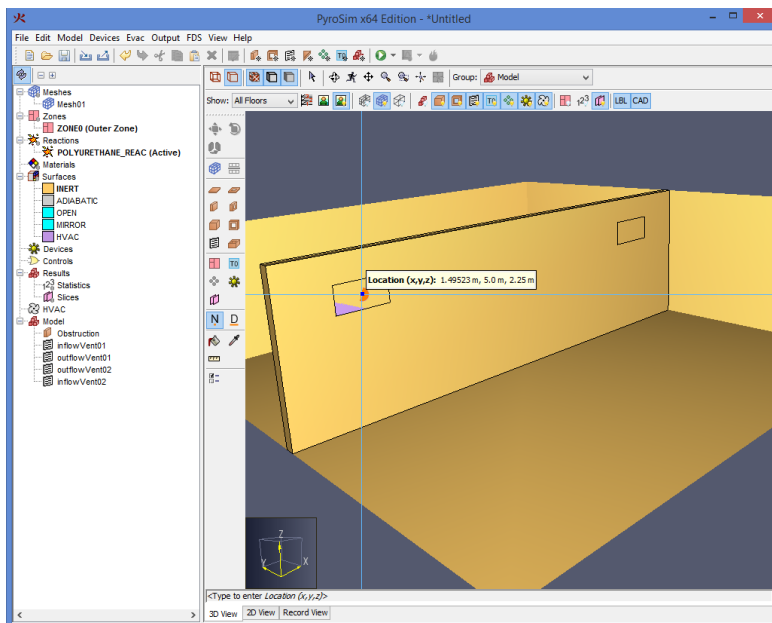 火
PyroSim x64 Edition - *Untitled
File Edit Model Devices Evac Output FDS View Help
Group: Model
Show: All Floors
1²3
LBL CAD
Meshes
Mesh01
Zones
ZONE0 (Outer Zone)
Reactions
POLYURETHANE_REAC (Active)
Materials
Surfaces
INERT
ADIABATIC
OPEN
MIRROR
HVAC
Devices
Controls
Results
1²3 Statistics
Slices
HVAC
Model
Obstruction
inflowVent01
outflowVent01
outflowVent02
inflowVent02
T0
N D
Location (x,y,z): 1.49523 m, 5.0 m, 2.25 m
Z
Y X
<Type to enter Location (x,y,z)>
3D View 2D View Record View